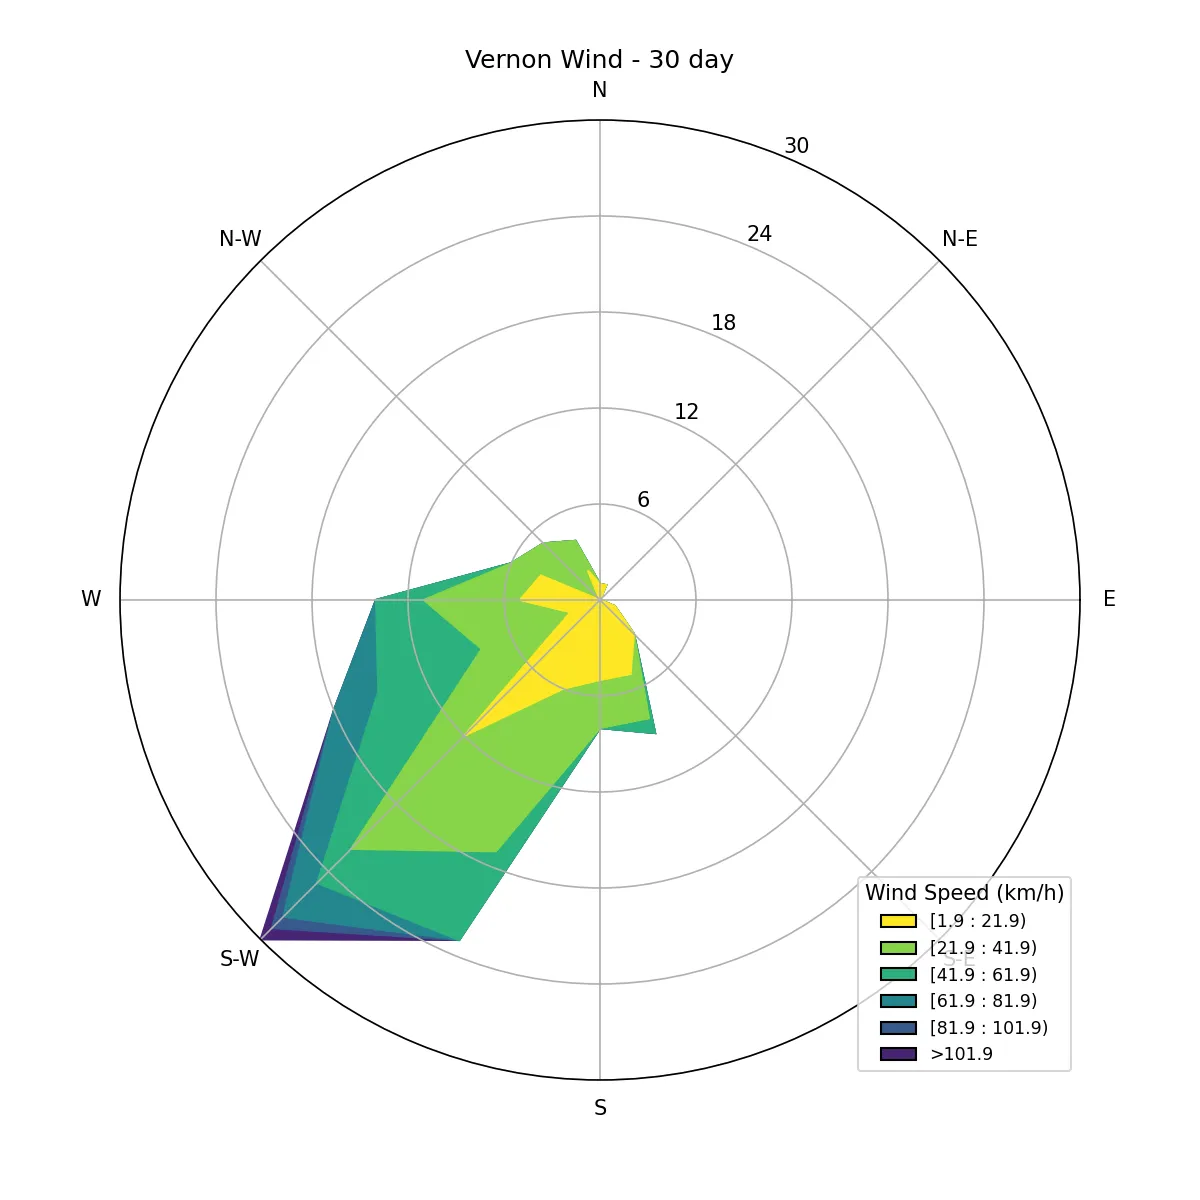 Vernon Wind - 30 day
N
30
N-W
N-E
24
18
12
6
W
E
Wind Speed (km/h)
[1.9 : 21.9)
[21.9 : 41.9)
S-W
S-E
[41.9 : 61.9)
[61.9 : 81.9)
[81.9 : 101.9)
>101.9
S